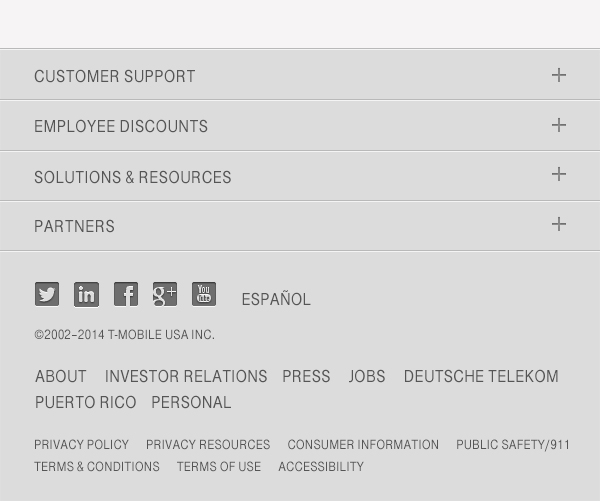 CUSTOMER SUPPORT
EMPLOYEE DISCOUNTS
SOLUTIONS & RESOURCES
PARTNERS
in f g+ You Tube ESPAÑOL
©2002–2014 T-MOBILE USA INC.
ABOUT INVESTOR RELATIONS PRESS JOBS DEUTSCHE TELEKOM
PUERTO RICO PERSONAL
PRIVACY POLICY PRIVACY RESOURCES CONSUMER INFORMATION PUBLIC SAFETY/911
TERMS & CONDITIONS TERMS OF USE ACCESSIBILITY